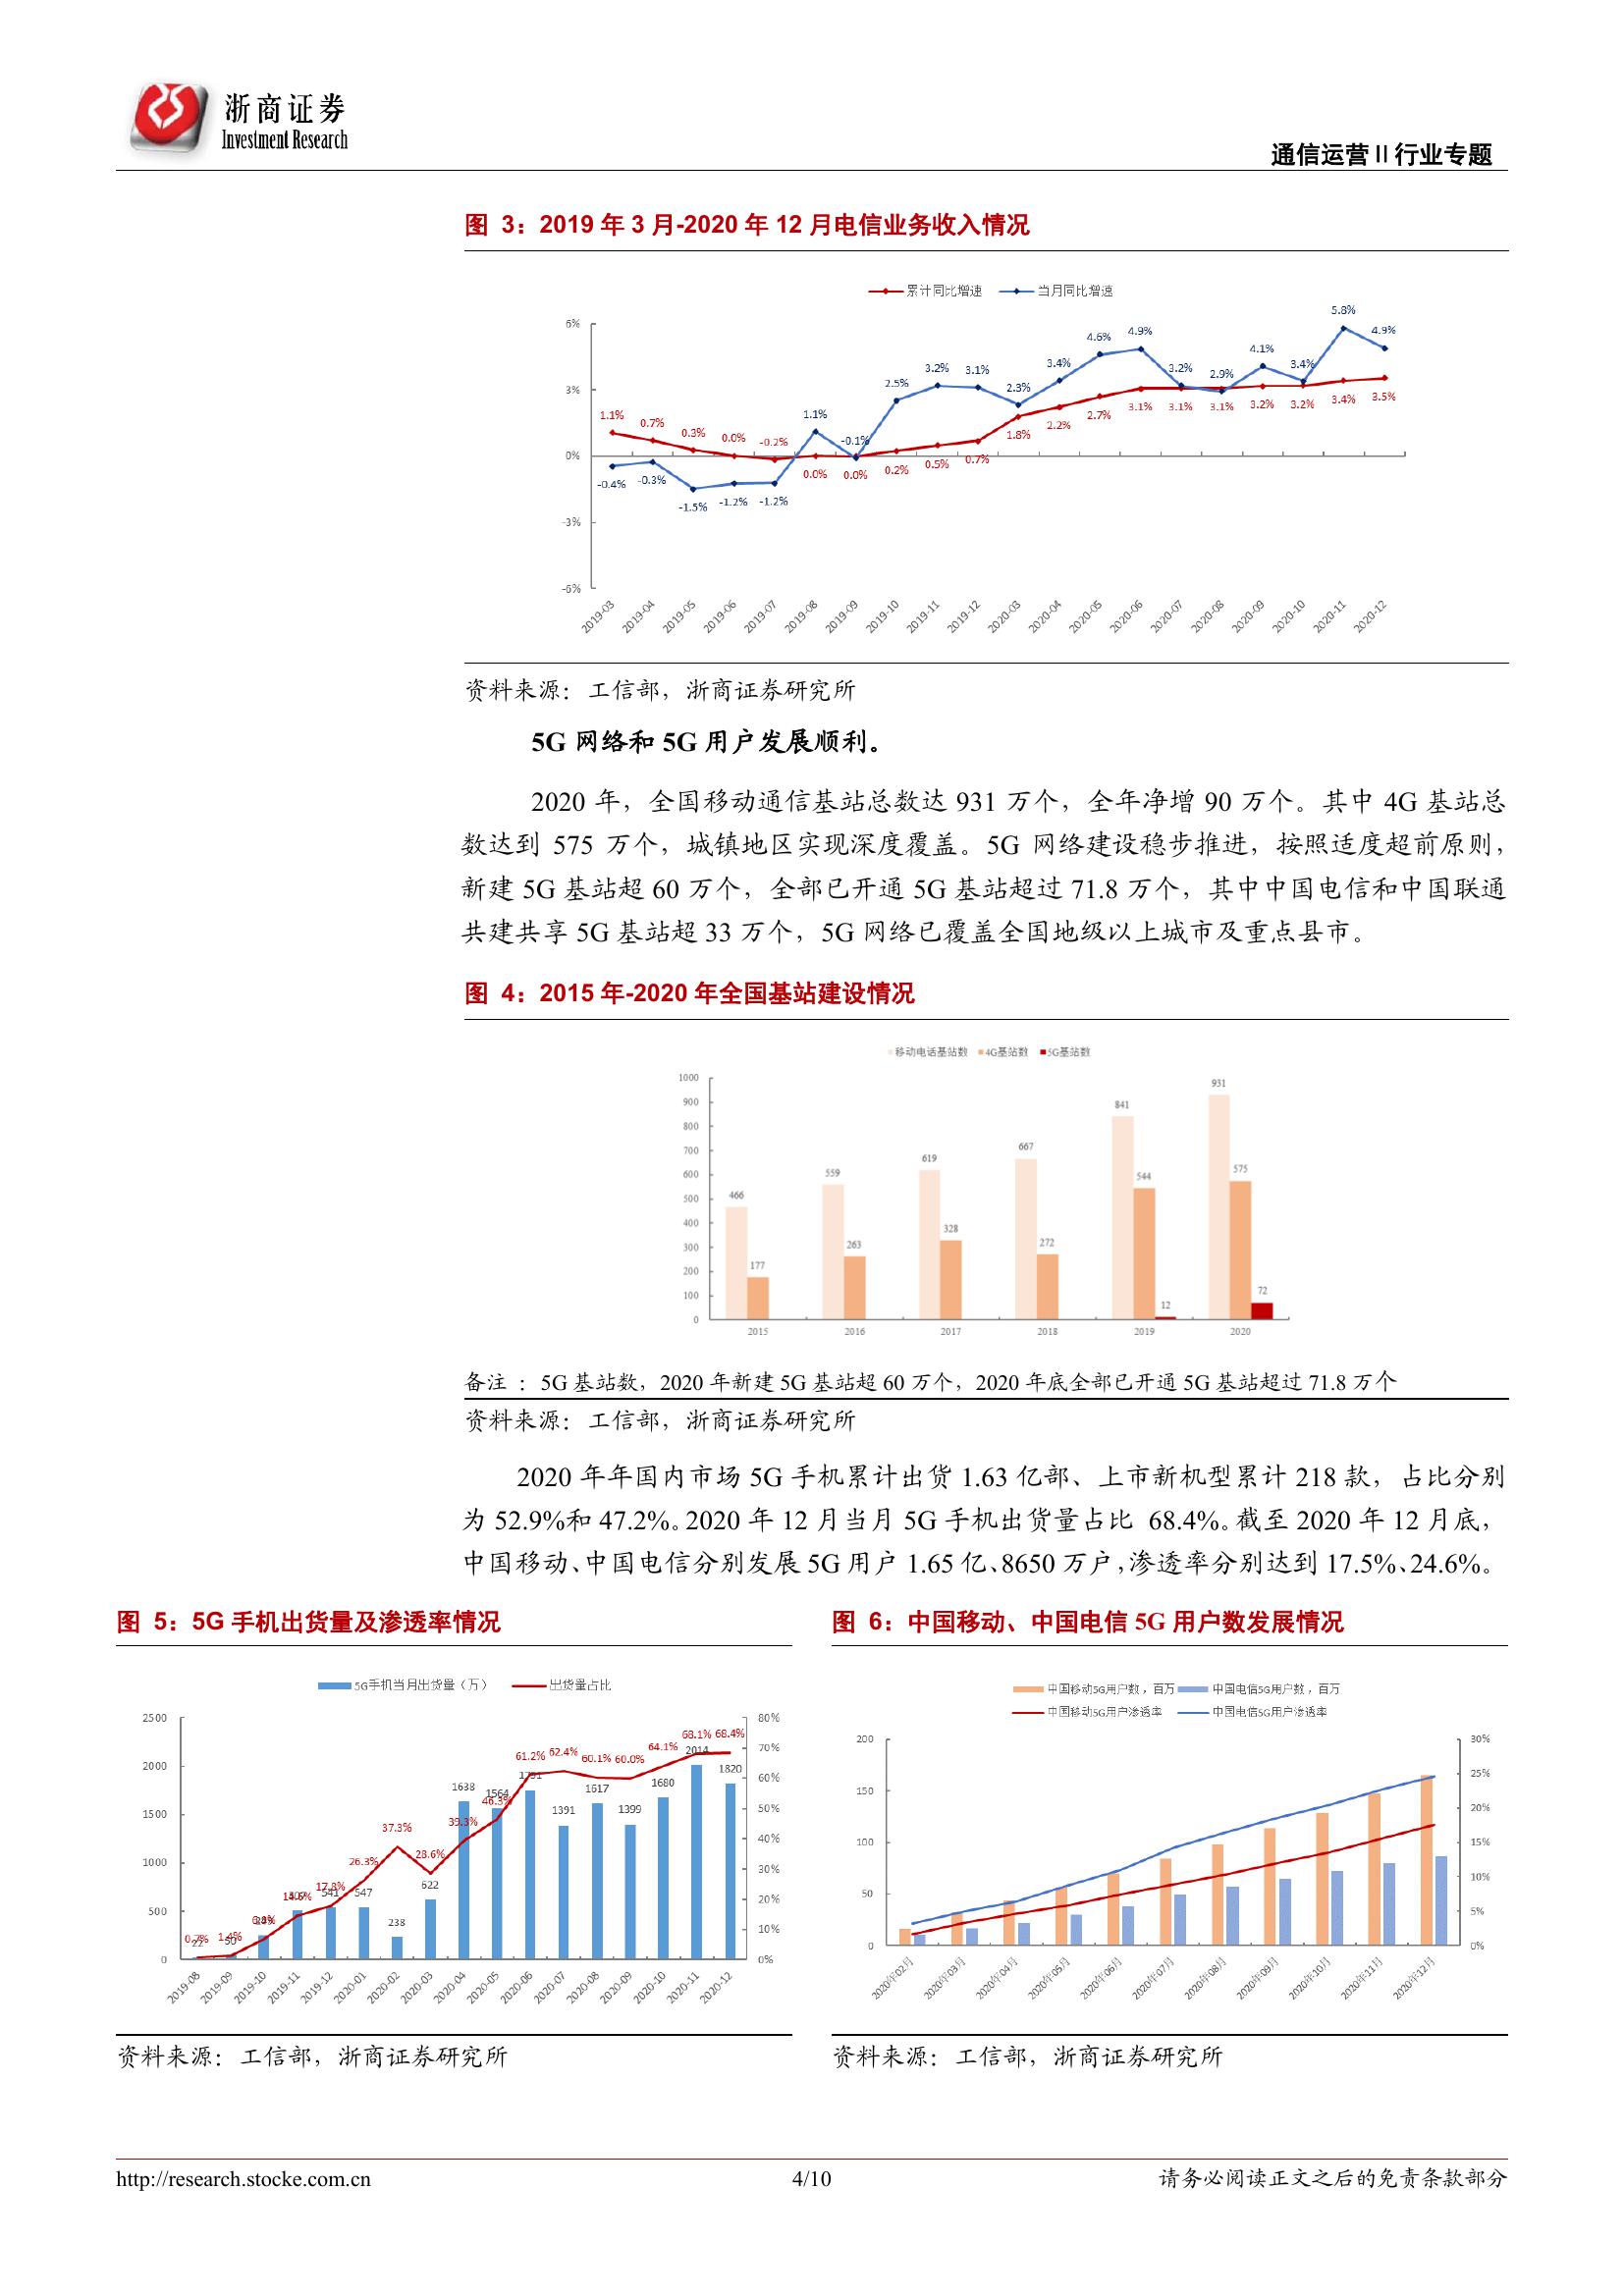 浙商证券
Investment Research
通信运营Ⅱ行业专题
图 3：2019 年 3 月-2020 年 12 月电信业务收入情况
累计同比增速 当月同比增速
6%
3%
0%
-3%
-6%
1.1% 0.7% 0.3% 0.0% -0.2% 0.0% 0.0% 0.2% 0.5% 0.7% 1.8% 2.2% 2.7% 3.1% 3.1% 3.1% 3.2% 3.2% 3.4% 3.5%
-0.4% -0.3% -1.5% -1.2% -1.2% 1.1% -0.1% 2.5% 3.2% 3.1% 2.3% 3.4% 4.6% 4.9% 3.2% 2.9% 4.1% 3.4% 5.8% 4.9%
2019-03 2019-04 2019-05 2019-06 2019-07 2019-08 2019-09 2019-10 2019-11 2019-12 2020-03 2020-04 2020-05 2020-06 2020-07 2020-08 2020-09 2020-10 2020-11 2020-12
资料来源：工信部，浙商证券研究所
5G 网络和 5G 用户发展顺利。
2020 年，全国移动通信基站总数达 931 万个，全年净增 90 万个。其中 4G 基站总
数达到 575 万个，城镇地区实现深度覆盖。5G 网络建设稳步推进，按照适度超前原则，
新建 5G 基站超 60 万个，全部已开通 5G 基站超过 71.8 万个，其中中国电信和中国联通
共建共享 5G 基站超 33 万个，5G 网络已覆盖全国地级以上城市及重点县市。
图 4：2015 年-2020 年全国基站建设情况
移动电话基站数 4G基站数 5G基站数
1000
900
800
700
600
500
400
300
200
100
0
466 559 619 667 841 931
177 263 328 272 544 575
12 72
2015 2016 2017 2018 2019 2020
备注 ：5G 基站数，2020 年新建 5G 基站超 60 万个，2020 年底全部已开通 5G 基站超过 71.8 万个
资料来源：工信部，浙商证券研究所
2020 年年国内市场 5G 手机累计出货 1.63 亿部、上市新机型累计 218 款，占比分别
为 52.9%和 47.2%。2020 年 12 月当月 5G 手机出货量占比 68.4%。截至 2020 年 12 月底，
中国移动、中国电信分别发展 5G 用户 1.65 亿、8650 万户，渗透率分别达到 17.5%、24.6%。
图 5：5G 手机出货量及渗透率情况
5G手机当月出货量（万） 出货量占比
2500
2000
1500
1000
500
0
80%
70%
60%
50%
40%
30%
20%
10%
0%
0.7% 1.4% 14.6% 17.8% 26.3% 37.3% 28.6% 39.3% 46.3% 61.2% 62.4% 60.1% 60.0% 64.1% 68.1% 68.4%
22 50 541 547 238 622 1638 1564 1391 1617 1399 1680 2014 1820
2019-08 2019-09 2019-10 2019-11 2019-12 2020-01 2020-02 2020-03 2020-04 2020-05 2020-06 2020-07 2020-08 2020-09 2020-10 2020-11 2020-12
资料来源：工信部，浙商证券研究所
图 6：中国移动、中国电信 5G 用户数发展情况
中国移动5G用户数，百万 中国电信5G用户数，百万
中国移动5G用户渗透率 中国电信5G用户渗透率
200
150
100
50
0
30%
25%
20%
15%
10%
5%
0%
2020年02月 2020年03月 2020年04月 2020年05月 2020年06月 2020年07月 2020年08月 2020年09月 2020年10月 2020年11月 2020年12月
资料来源：工信部，浙商证券研究所
http://research.stocke.com.cn
4/10
请务必阅读正文之后的免责条款部分